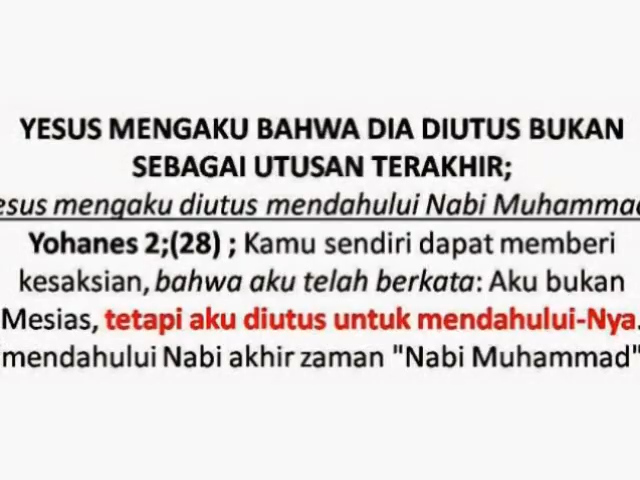 YESUS MENGAKU BAHWA DIA DIUTUS BUKAN
SEBAGAI UTUSAN TERAKHIR;
esus mengaku diutus mendahului Nabi Muhammad
Yohanes 2;(28) ; Kamu sendiri dapat memberi
kesaksian, bahwa aku telah berkata: Aku bukan
Mesias, tetapi aku diutus untuk mendahului-Nya.
mendahului Nabi akhir zaman "Nabi Muhammad"